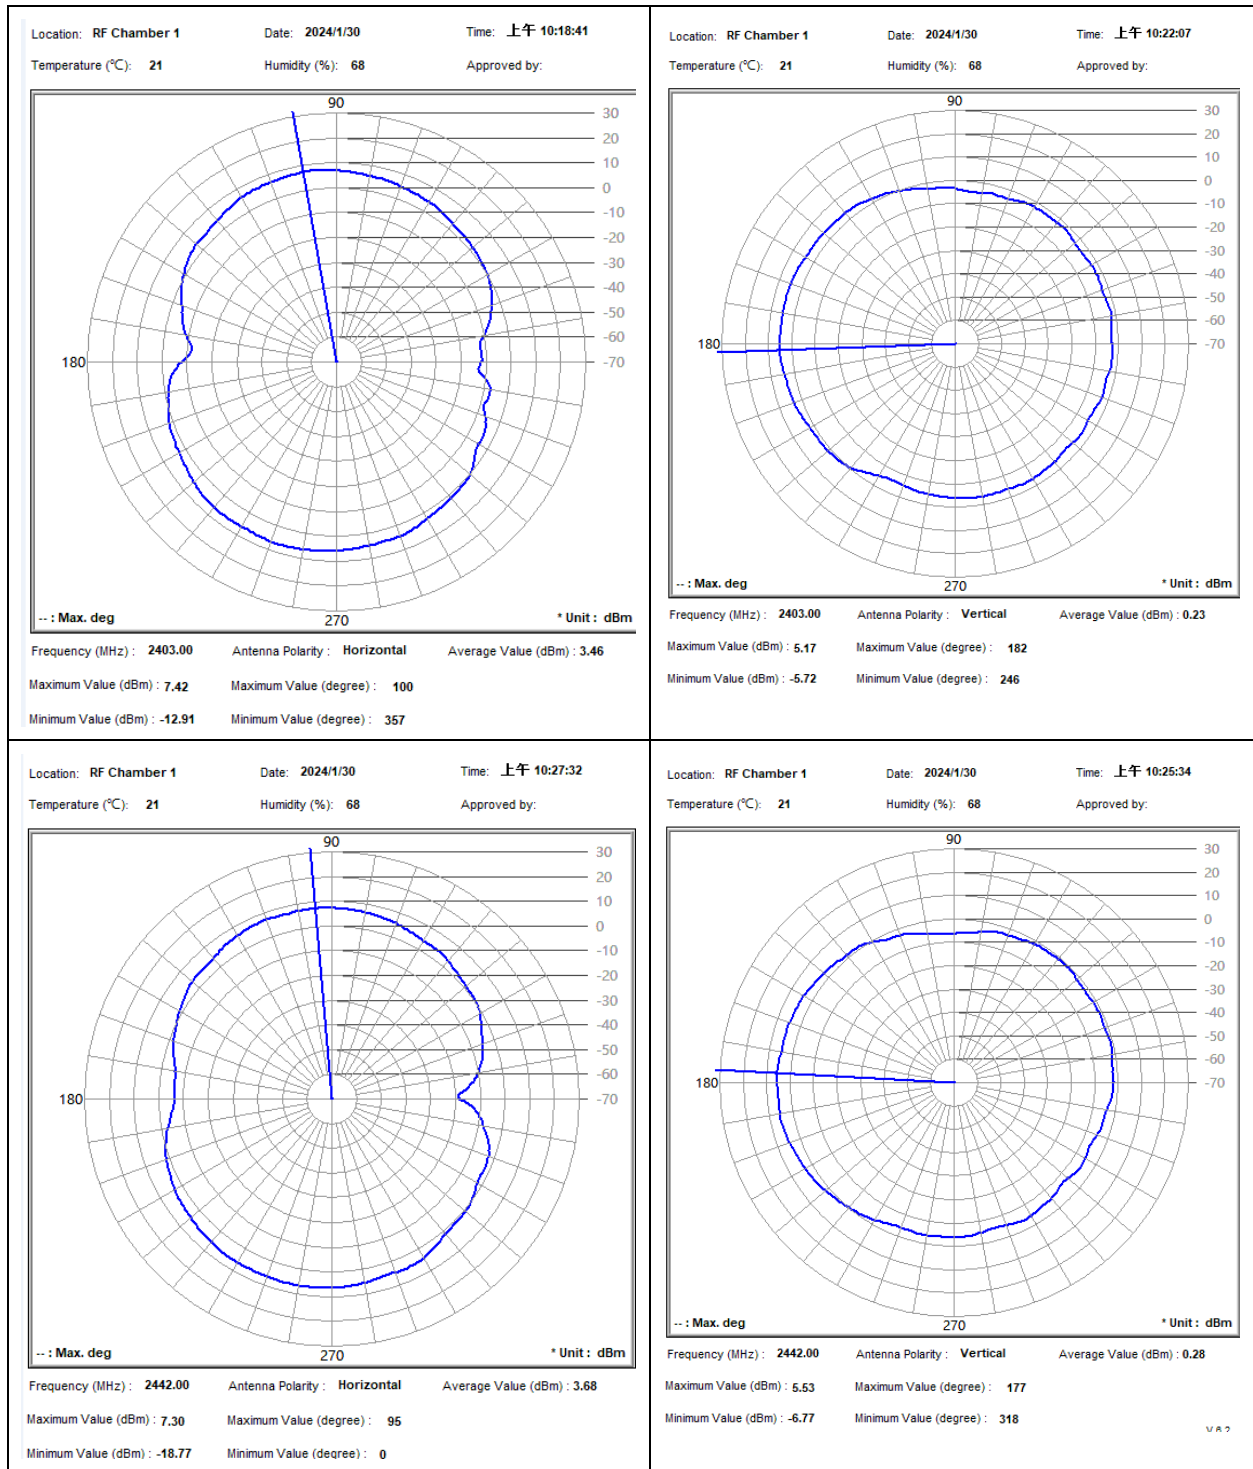 Location: RF Chamber 1 Date: 2024/1/30 Time: 上午 10:18:41
Temperature (℃): 21 Humidity (%): 68 Approved by:
90
30
20
10
0
-10
-20
-30
-40
-50
-60
180 -70
270
-- : Max. deg * Unit : dBm
Frequency (MHz) : 2403.00 Antenna Polarity : Horizontal Average Value (dBm) : 3.46
Maximum Value (dBm) : 7.42 Maximum Value (degree) : 100
Minimum Value (dBm) : -12.91 Minimum Value (degree) : 357
Location: RF Chamber 1 Date: 2024/1/30 Time: 上午 10:22:07
Temperature (℃): 21 Humidity (%): 68 Approved by:
90
30
20
10
0
-10
-20
-30
-40
-50
-60
180 -70
270
-- : Max. deg * Unit : dBm
Frequency (MHz) : 2403.00 Antenna Polarity : Vertical Average Value (dBm) : 0.23
Maximum Value (dBm) : 5.17 Maximum Value (degree) : 182
Minimum Value (dBm) : -5.72 Minimum Value (degree) : 246
Location: RF Chamber 1 Date: 2024/1/30 Time: 上午 10:27:32
Temperature (℃): 21 Humidity (%): 68 Approved by:
90
30
20
10
0
-10
-20
-30
-40
-50
-60
180 -70
270
-- : Max. deg * Unit : dBm
Frequency (MHz) : 2442.00 Antenna Polarity : Horizontal Average Value (dBm) : 3.68
Maximum Value (dBm) : 7.30 Maximum Value (degree) : 95
Minimum Value (dBm) : -18.77 Minimum Value (degree) : 0
Location: RF Chamber 1 Date: 2024/1/30 Time: 上午 10:25:34
Temperature (℃): 21 Humidity (%): 68 Approved by:
90
30
20
10
0
-10
-20
-30
-40
-50
-60
180 -70
270
-- : Max. deg * Unit : dBm
Frequency (MHz) : 2442.00 Antenna Polarity : Vertical Average Value (dBm) : 0.28
Maximum Value (dBm) : 5.53 Maximum Value (degree) : 177
Minimum Value (dBm) : -6.77 Minimum Value (degree) : 318